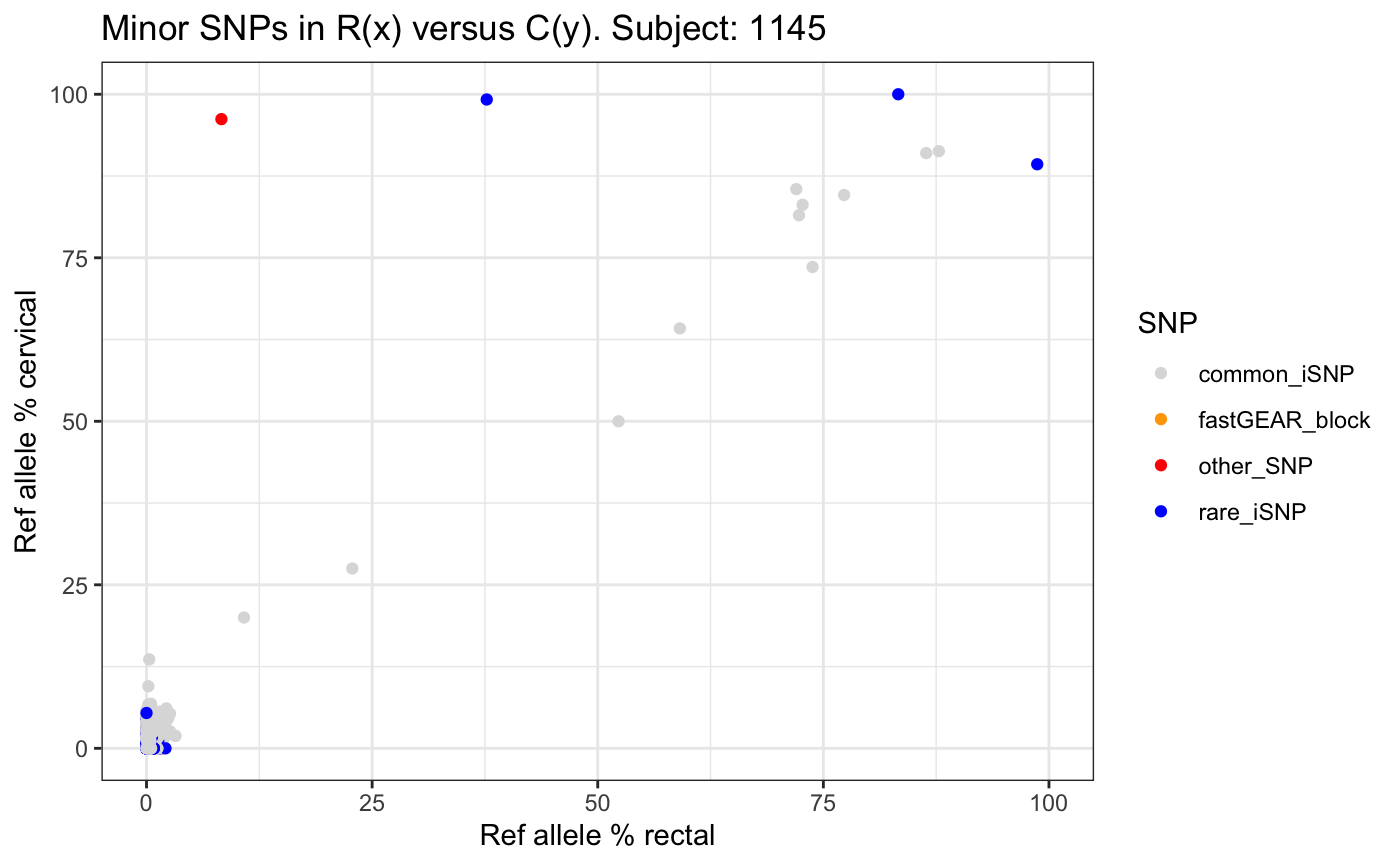 Minor SNPs in R(x) versus C(y). Subject: 1145
100
75
50
25
0
Ref allele % cervical
0 25 50 75 100
Ref allele % rectal
SNP
common_iSNP
fastGEAR_block
other_SNP
rare_iSNP